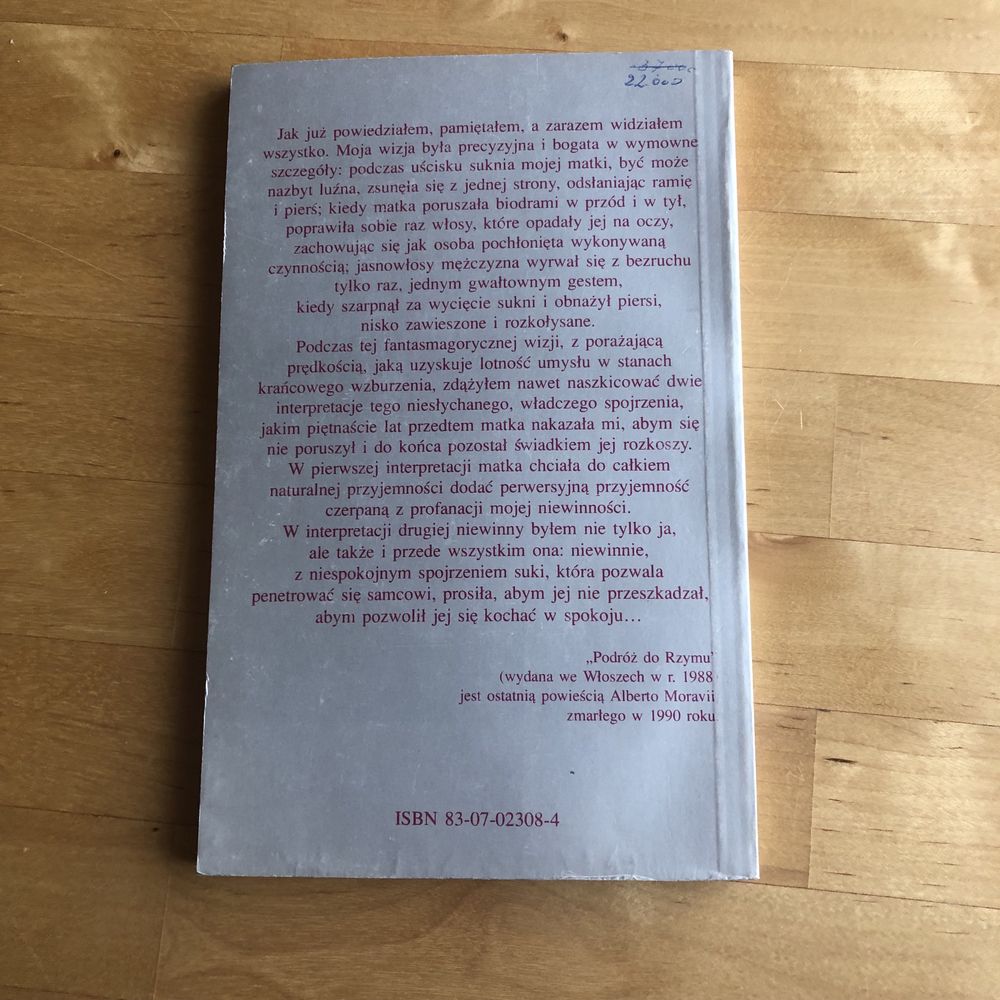 22.000
Jak już powiedziałem, pamiętałem, a zarazem widziałem
wszystko. Moja wizja była precyzyjna i bogata w wymowne
szczegóły: podczas uścisku suknia mojej matki, być może
nazbyt luźna, zsunęła się z jednej strony, odsłaniając ramię
i pierś; kiedy matka poruszała biodrami w przód i w tył,
poprawiła sobie raz włosy, które opadały jej na oczy,
zachowując się jak osoba pochłonięta wykonywaną
czynnością; jasnowłosy mężczyzna wyrwał się z bezruchu
tylko raz, jednym gwałtownym gestem,
kiedy szarpnął za wycięcie sukni i obnażył piersi,
nisko zawieszone i rozkołysane.
Podczas tej fantasmagorycznej wizji, z porażającą
prędkością, jaką uzyskuje lotność umysłu w stanach
krańcowego wzburzenia, zdążyłem nawet naszkicować dwie
interpretacje tego niesłychanego, władczego spojrzenia,
jakim piętnaście lat przedtem matka nakazała mi, abym się
nie poruszył i do końca pozostał świadkiem jej rozkoszy.
W pierwszej interpretacji matka chciała do całkiem
naturalnej przyjemności dodać perwersyjną przyjemność
czerpaną z profanacji mojej niewinności.
W interpretacji drugiej niewinny byłem nie tylko ja,
ale także i przede wszystkim ona: niewinnie,
z niespokojnym spojrzeniem suki, która pozwala
penetrować się samcowi, prosiła, abym jej nie przeszkadzał,
abym pozwolił jej się kochać w spokoju...
„Podróż do Rzymu"
(wydana we Włoszech w r. 1988
jest ostatnią powieścią Alberto Moravii
zmarłego w 1990 roku
ISBN 83-07-02308-4